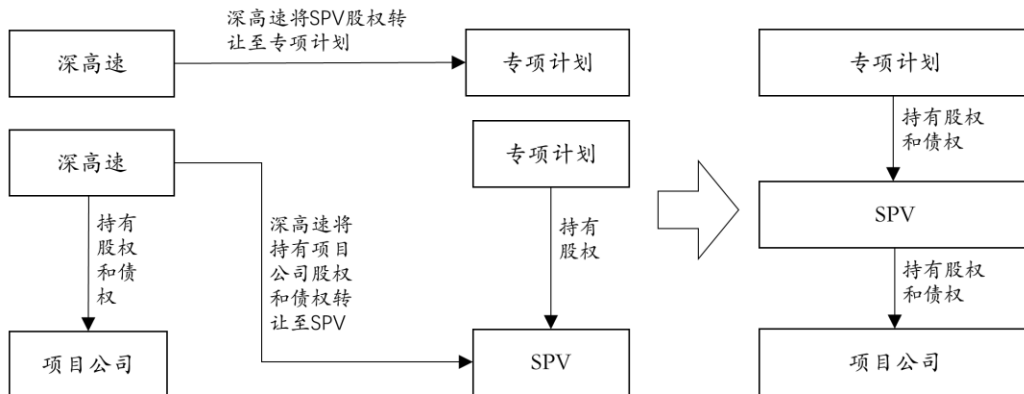 深高速将SPV股权转
让至专项计划
深高速
专项计划
专项计划
深高速
专项计划
持有股权
和债权
SPV
持有
股权
和债
权
深高速将
持有项目
公司股权
和债权转
让至SPV
持有
股权
持有股权
和债权
项目公司
SPV
项目公司